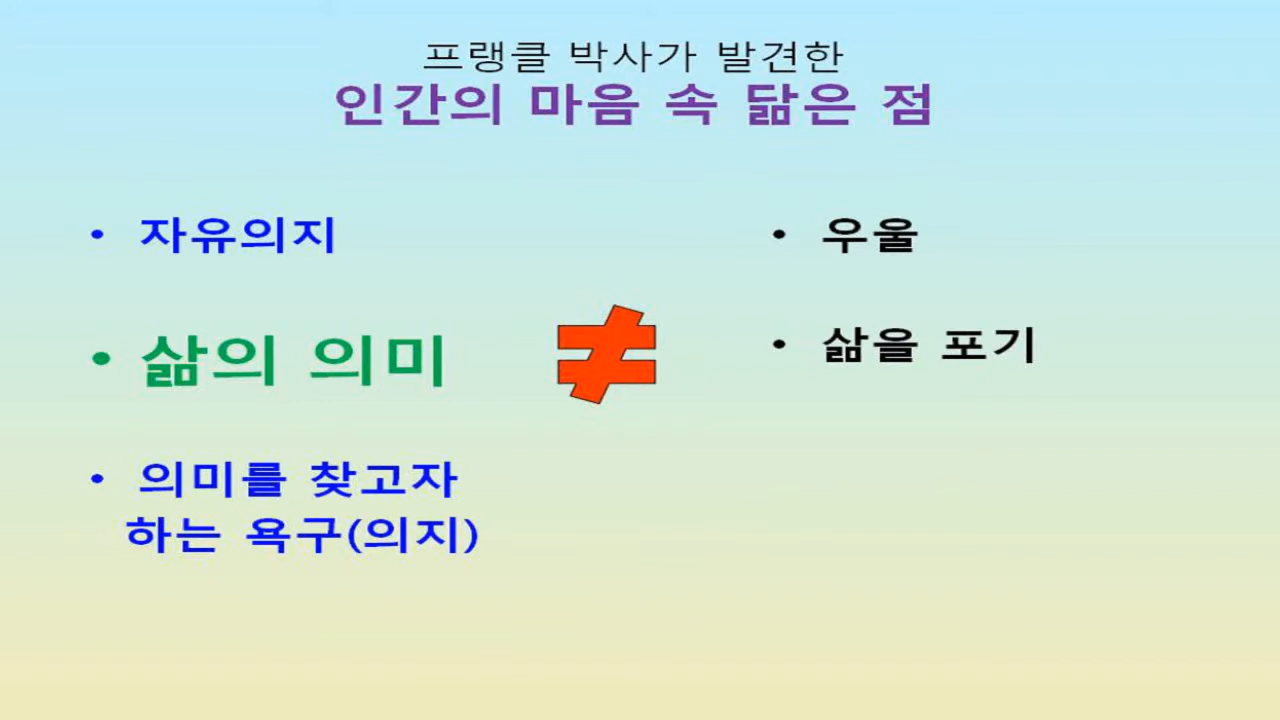 프랭클 박사가 발견한
인간의 마음 속 닮은 점
• 자유의지
• 삶의 의미
• 의미를 찾고자
하는 욕구(의지)
≠
• 우울
• 삶을 포기